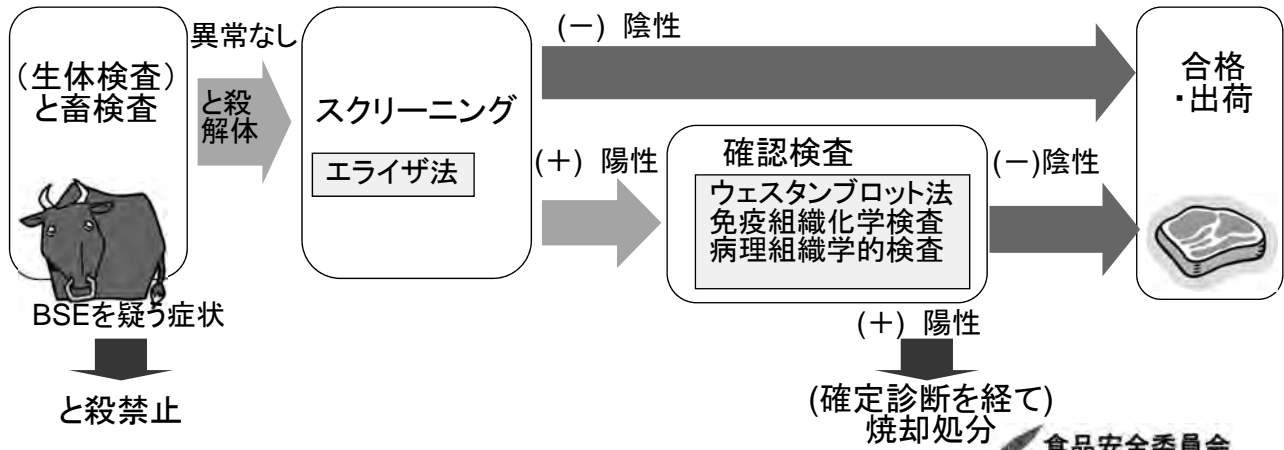 (生体検査)
と畜検査
異常なし
と殺
解体
BSEを疑う症状
と殺禁止
スクリーニング
エライザ法
(－) 陰性
(＋) 陽性
確認検査
ウェスタンブロット法
免疫組織化学検査
病理組織学的検査
(－)陰性
(＋) 陽性
(確定診断を経て)
焼却処分
合格
・出荷
食品安全委員会